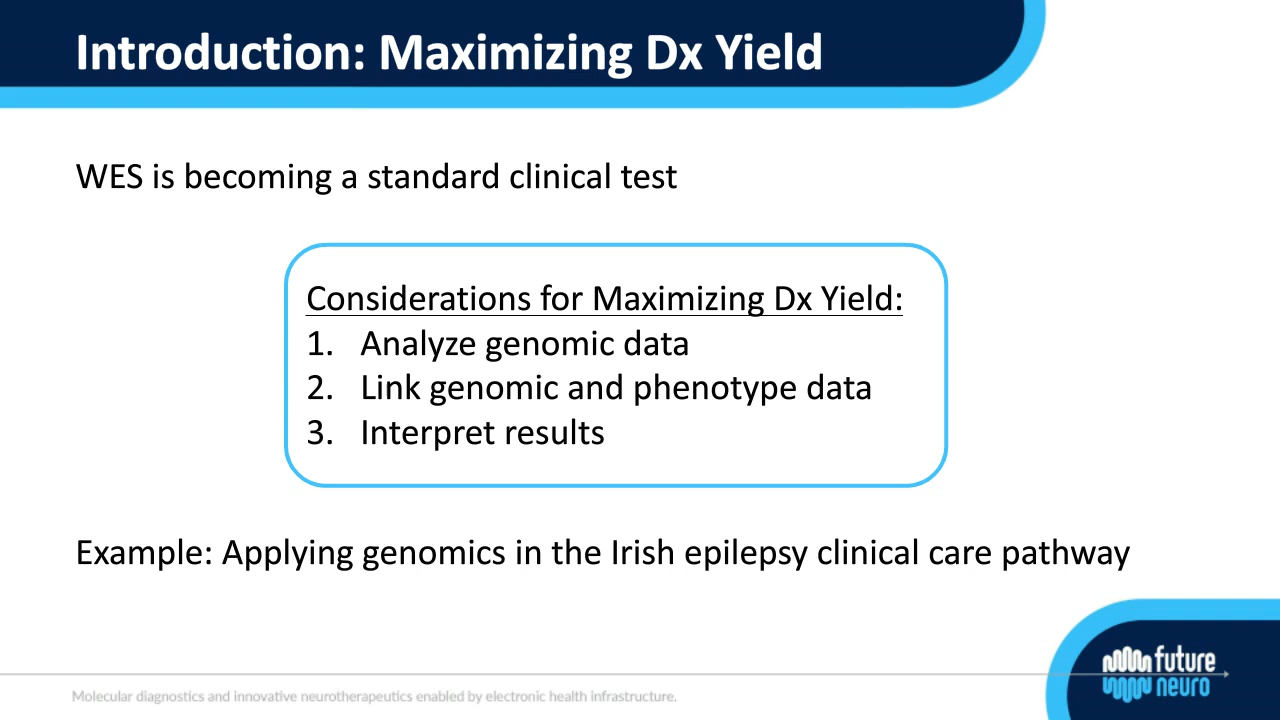 Introduction: Maximizing Dx Yield
WES is becoming a standard clinical test
Considerations for Maximizing Dx Yield:
1. Analyze genomic data
2. Link genomic and phenotype data
3. Interpret results
Example: Applying genomics in the Irish epilepsy clinical care pathway
future
neuro
Molecular diagnostics and innovative neurotherapeutics enabled by electronic health infrastructure.